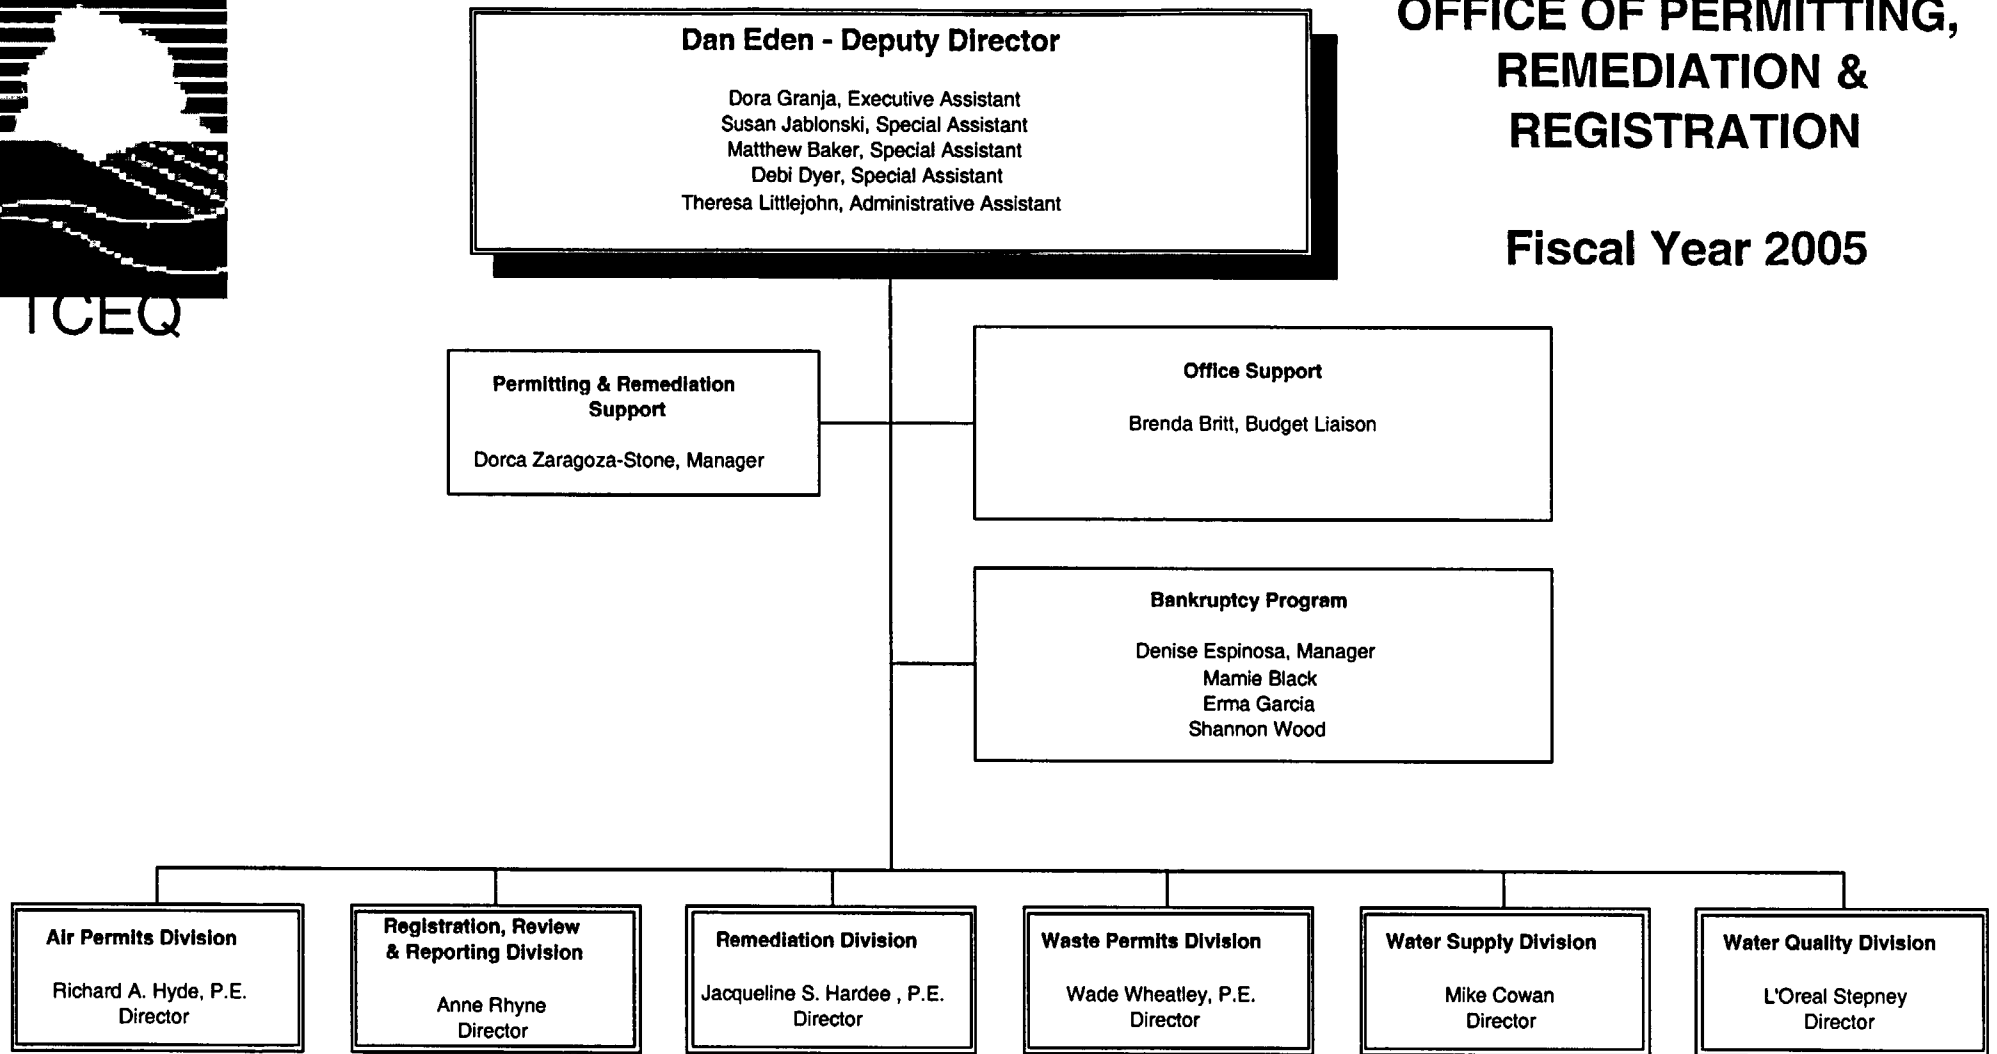 OFFICE OF PERMITTING,
REMEDIATION &
REGISTRATION
Fiscal Year 2005
TCEQ
Dan Eden - Deputy Director
Dora Granja, Executive Assistant
Susan Jablonski, Special Assistant
Matthew Baker, Special Assistant
Debi Dyer, Special Assistant
Theresa Littlejohn, Administrative Assistant
Permitting & Remediation
Support
Dorca Zaragoza-Stone, Manager
Office Support
Brenda Britt, Budget Liaison
Bankruptcy Program
Denise Espinosa, Manager
Mamie Black
Erma Garcia
Shannon Wood
Air Permits Division
Richard A. Hyde, P.E.
Director
Registration, Review
& Reporting Division
Anne Rhyne
Director
Remediation Division
Jacqueline S. Hardee , P.E.
Director
Waste Permits Division
Wade Wheatley, P.E.
Director
Water Supply Division
Mike Cowan
Director
Water Quality Division
L'Oreal Stepney
Director